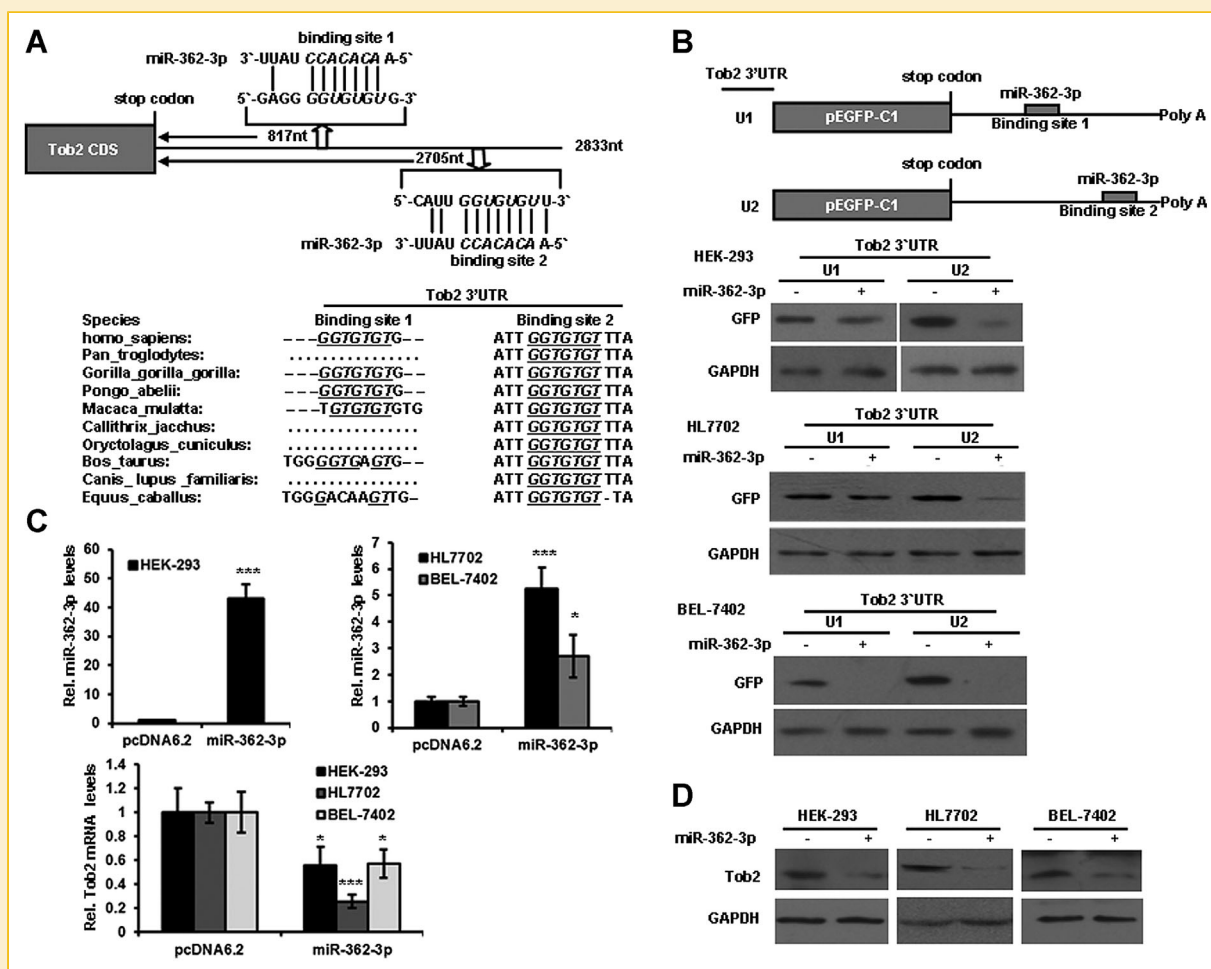 A
binding site 1
miR-362-3p 3`-UUAU CCACACA A-5`
5`-GAGG GGUGUGU G-3`
stop codon
Tob2 CDS
817nt
2833nt
2705nt
5`-CAUU GGUGUGU U-3`
miR-362-3p 3`-UUAU CCACACA A-5`
binding site 2
Tob2 3'UTR
Species Binding site 1 Binding site 2
homo_sapiens: ---GGTGTGTG-- ATT GGTGTGT TTA
Pan_troglodytes: ............. ATT GGTGTGT TTA
Gorilla_gorilla_gorilla: ---GGTGTGTG-- ATT GGTGTGT TTA
Pongo_abelii: ---GGTGTGTG-- ATT GGTGTGT TTA
Macaca_mulatta: ---TGTGTGTGTG ATT GGTGTGT TTA
Callithrix_jacchus: ............. ATT GGTGTGT TTA
Oryctolagus_cuniculus: ............. ATT GGTGTGT TTA
Bos_taurus: TGGGGTGAGTG-- ATT GGTGTGT TTA
Canis_lupus_familiaris: ............. ATT GGTGTGT TTA
Equus_caballus: TGGGACAAGTTG- ATT GGTGTGT -TA
B
Tob2 3`UTR
stop codon
miR-362-3p
U1
pEGFP-C1
Binding site 1
Poly A
stop codon
miR-362-3p
U2
pEGFP-C1
Binding site 2
Poly A
HEK-293
Tob2 3`UTR
U1 U2
miR-362-3p - + - +
GFP
GAPDH
HL7702
Tob2 3`UTR
U1 U2
miR-362-3p - + - +
GFP
GAPDH
BEL-7402
Tob2 3`UTR
U1 U2
miR-362-3p - + - +
GFP
GAPDH
C
Rel. miR-362-3p levels
60
50
40
30
20
10
0
HEK-293
***
pcDNA6.2 miR-362-3p
Rel. miR-362-3p levels
7
6
5
4
3
2
1
0
HL7702
BEL-7402
***
*
pcDNA6.2 miR-362-3p
Rel. Tob2 mRNA levels
1.4
1.2
1
0.8
0.6
0.4
0.2
0
HEK-293
HL7702
BEL-7402
*
***
*
pcDNA6.2 miR-362-3p
D
HEK-293 HL7702 BEL-7402
miR-362-3p - + - + - +
Tob2
GAPDH